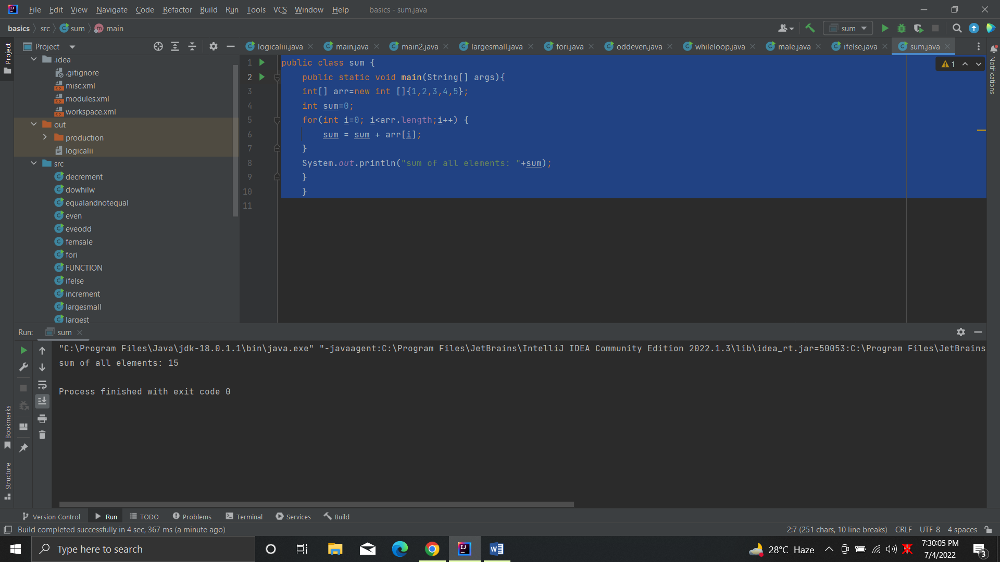 File Edit View Navigate Code Refactor Build Run Tools VCS Window Help basics - sum.java
basics src sum main
sum
Project
Project
logicaliii.java main.java main2.java largesmall.java fori.java oddeven.java whileloop.java male.java ifelse.java sum.java
Notifications
.idea
.gitignore
misc.xml
modules.xml
workspace.xml
out
production
logicalii
src
decrement
dowhilw
equalandnotequal
even
eveodd
femsale
fori
FUNCTION
ifelse
increment
largesmall
largest
1 public class sum {
2 public static void main(String[] args){
3 int[] arr=new int []{1,2,3,4,5};
4 int sum=0;
5 for(int i=0; i<arr.length;i++) {
6 sum = sum + arr[i];
7 }
8 System.out.println("sum of all elements: "+sum);
9 }
10 }
11
1
Run: sum
"C:\Program Files\Java\jdk-18.0.1.1\bin\java.exe" "-javaagent:C:\Program Files\JetBrains\IntelliJ IDEA Community Edition 2022.1.3\lib\idea_rt.jar=50053:C:\Program Files\JetBrains
sum of all elements: 15
Process finished with exit code 0
Bookmarks
Structure
Version Control Run TODO Problems Terminal Services Build
Build completed successfully in 4 sec, 367 ms (a minute ago) 2:7 (251 chars, 10 line breaks) CRLF UTF-8 4 spaces
Type here to search
28°C Haze
7:30:05 PM
7/4/2022
3